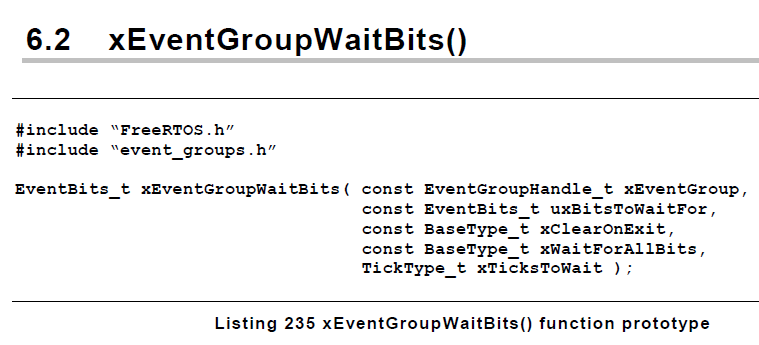 6.2 xEventGroupWaitBits()
#include “FreeRTOS.h”
#include “event_groups.h”
EventBits_t xEventGroupWaitBits( const EventGroupHandle_t xEventGroup,
const EventBits_t uxBitsToWaitFor,
const BaseType_t xClearOnExit,
const BaseType_t xWaitForAllBits,
TickType_t xTicksToWait );
Listing 235 xEventGroupWaitBits() function prototype